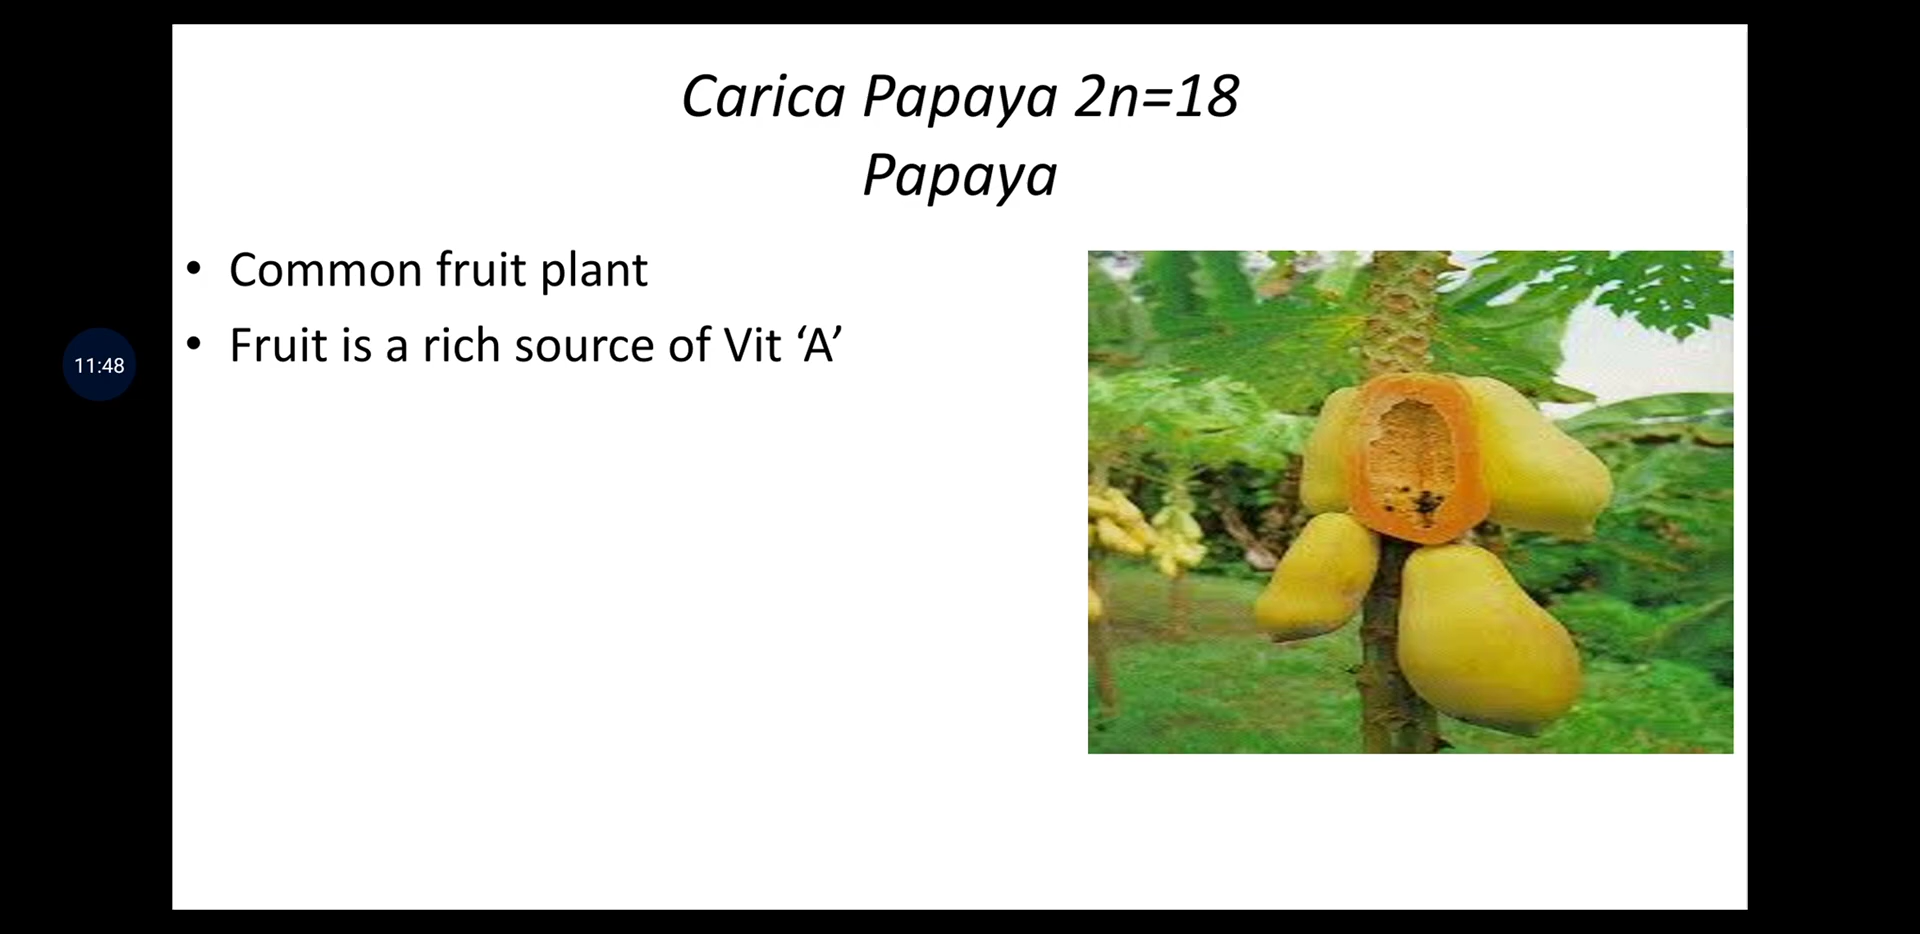 Carica Papaya 2n=18
Papaya
• Common fruit plant
• Fruit is a rich source of Vit ‘A’
11:48